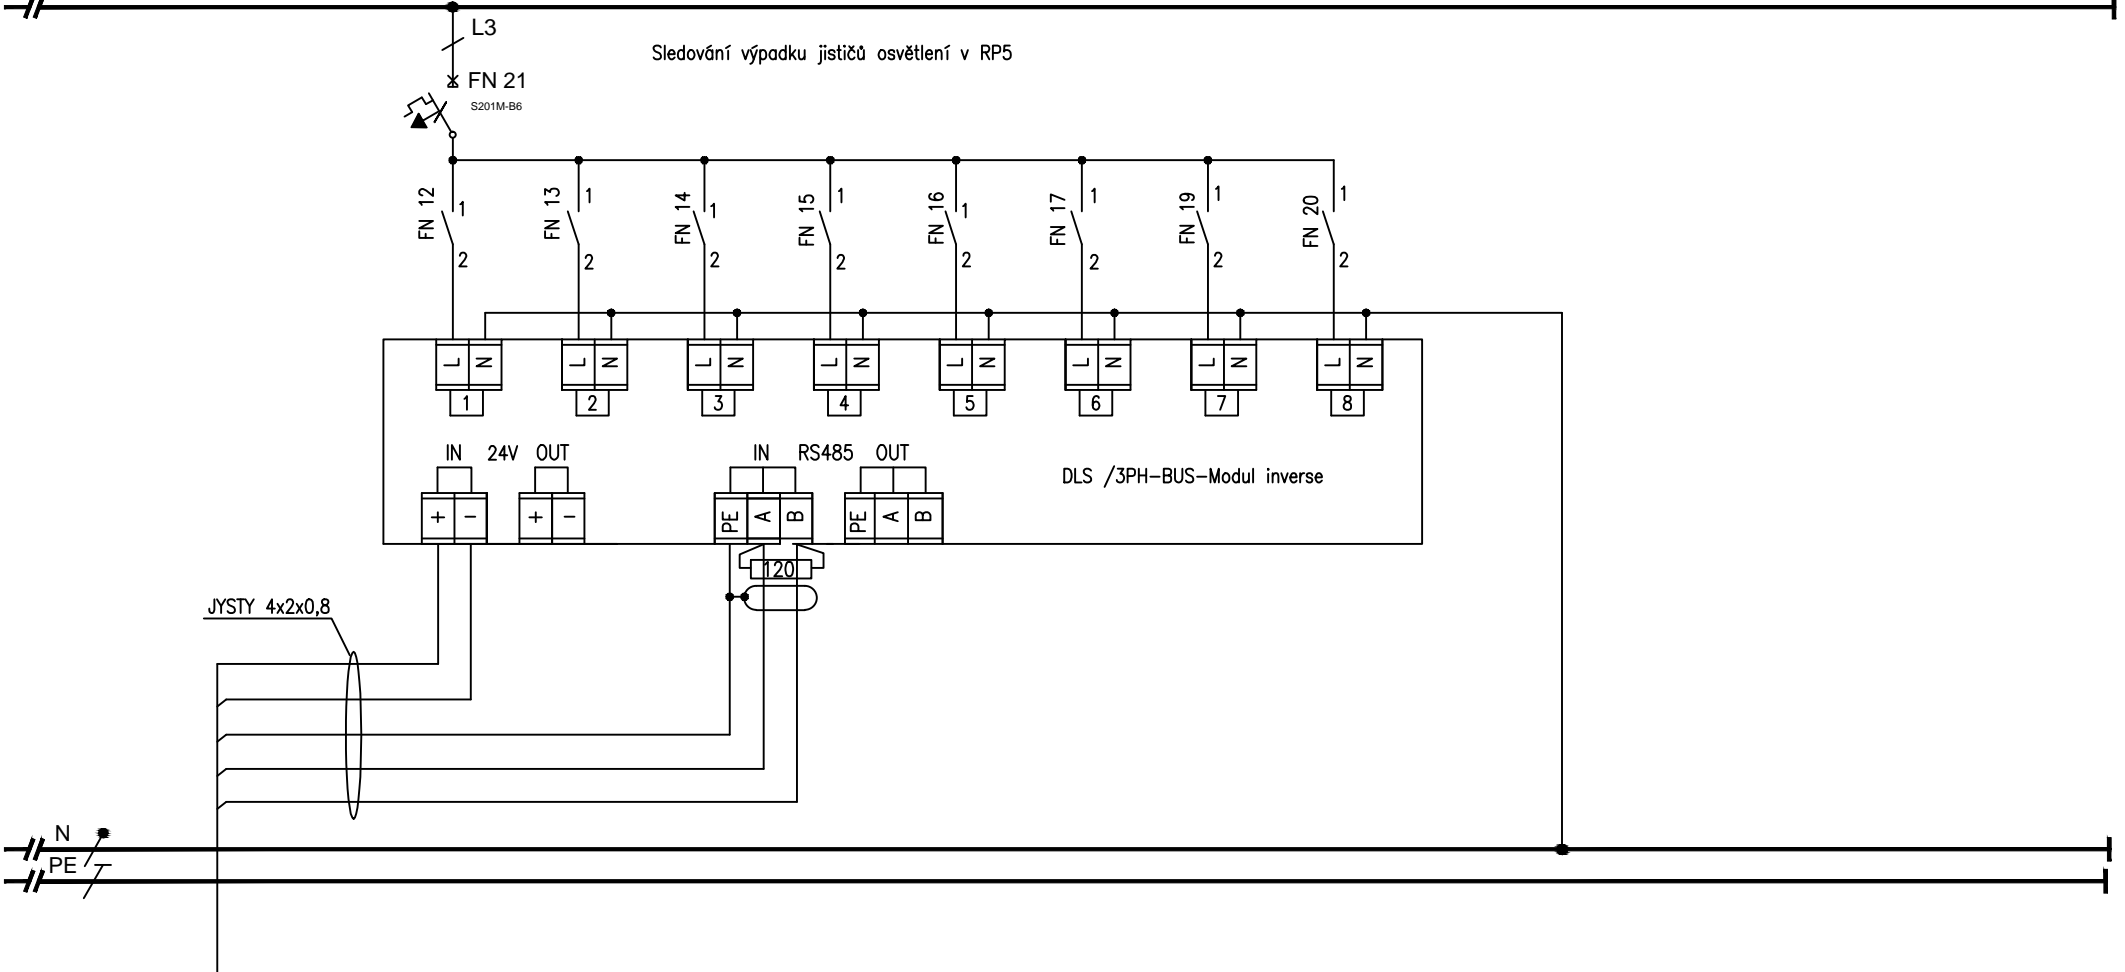 L3
Sledování výpadku jističů osvětlení v RP5
FN 21
S201M-B6
FN 12 1 FN 13 1 FN 14 1 FN 15 1 FN 16 1 FN 17 1 FN 19 1 FN 20 1
2 2 2 2 2 2 2 2
L N L N L N L N L N L N L N L N
1 2 3 4 5 6 7 8
IN 24V OUT IN RS485 OUT
DLS /3PH-BUS-Modul inverse
+ - + - PE A B PE A B
120
JYSTY 4x2x0,8
N
PE